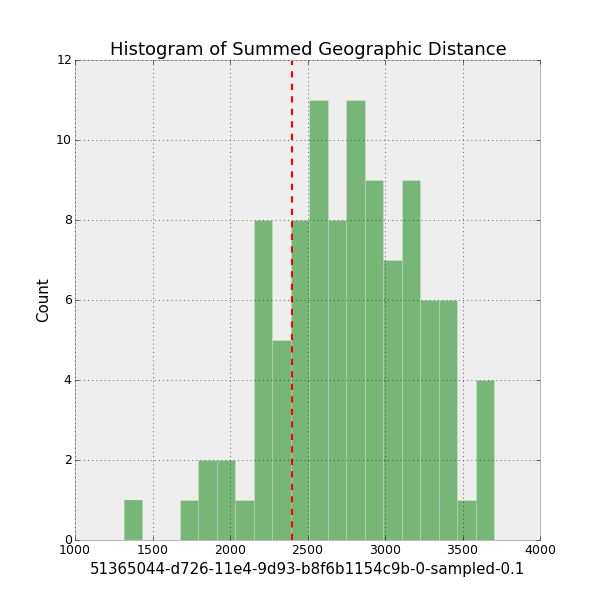 Histogram of Summed Geographic Distance
12
10
8
6
4
2
0
Count
1000 1500 2000 2500 3000 3500 4000
51365044-d726-11e4-9d93-b8f6b1154c9b-0-sampled-0.1